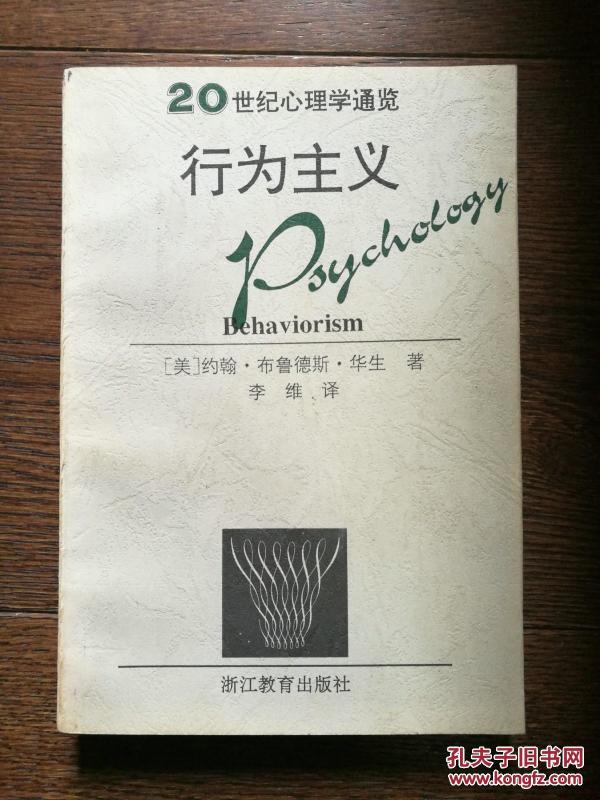 20世纪心理学通览
行为主义
Psychology
Behaviorism
[美]约翰·布鲁德斯·华生 著
李 维 译
浙江教育出版社
孔夫子旧书网
www.kongfz.com